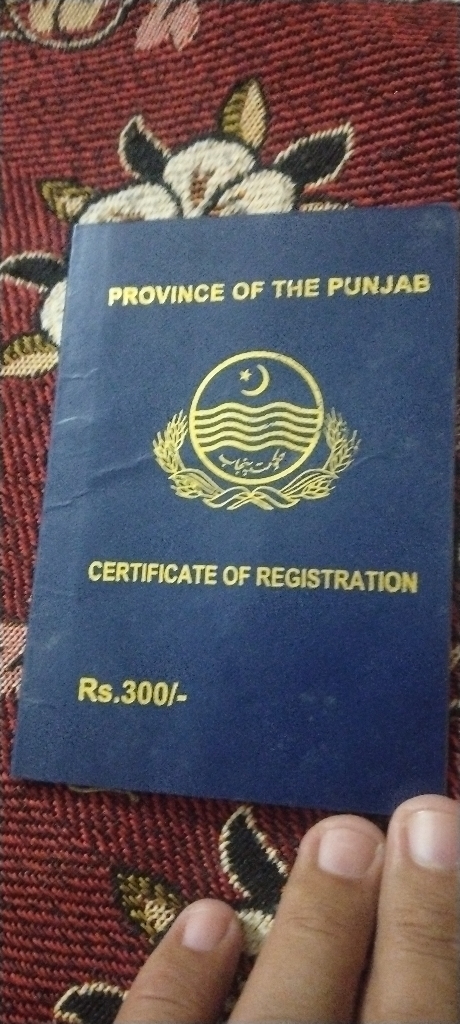 PROVINCE OF THE PUNJAB
حکومت پنجاب
CERTIFICATE OF REGISTRATION
Rs.300/-